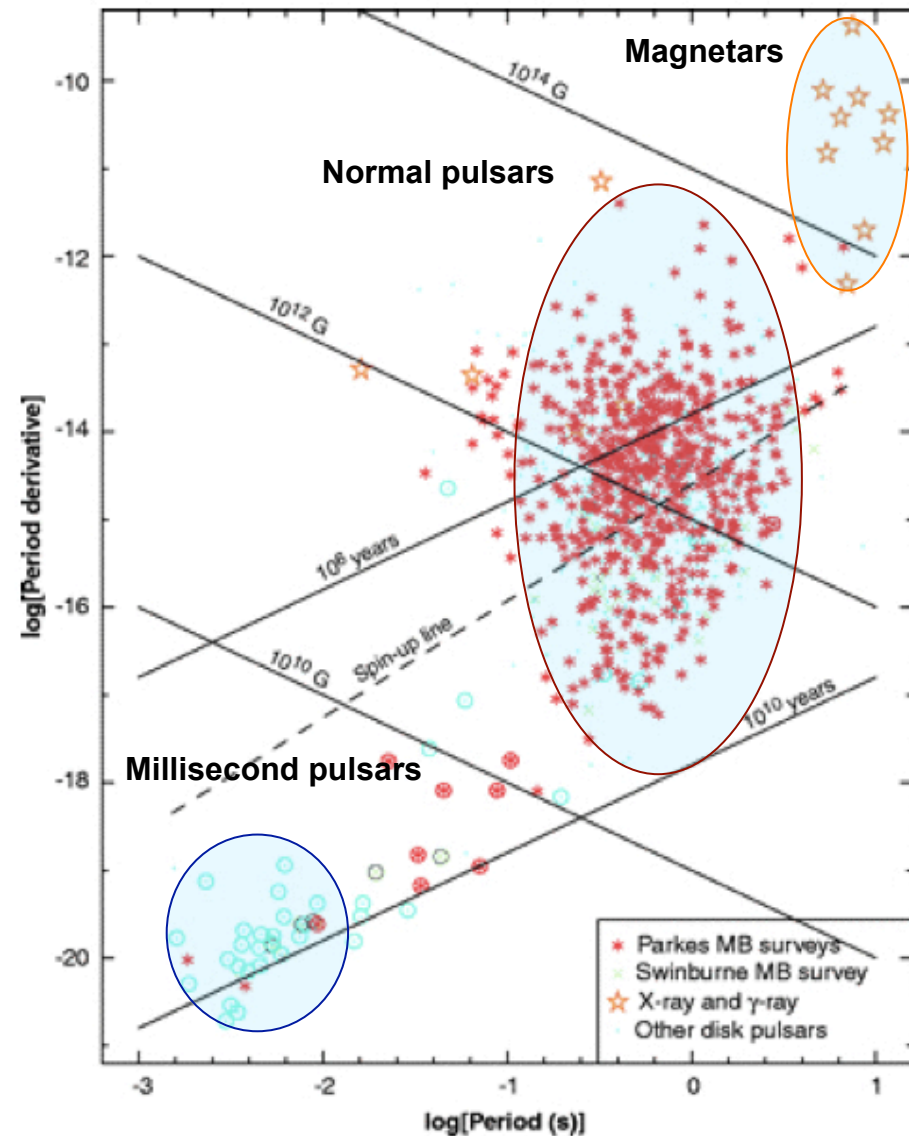 Magnetars
-10
10¹⁴ G
Normal pulsars
-12
10¹² G
-14
log[Period derivative]
10⁶ years
-16
10¹⁰ G
Spin-up line
10¹⁰ years
Millisecond pulsars
-18
-20
Parkes MB surveys
Swinburne MB survey
X-ray and γ-ray
Other disk pulsars
-3 -2 -1 0 1
log[Period (s)]